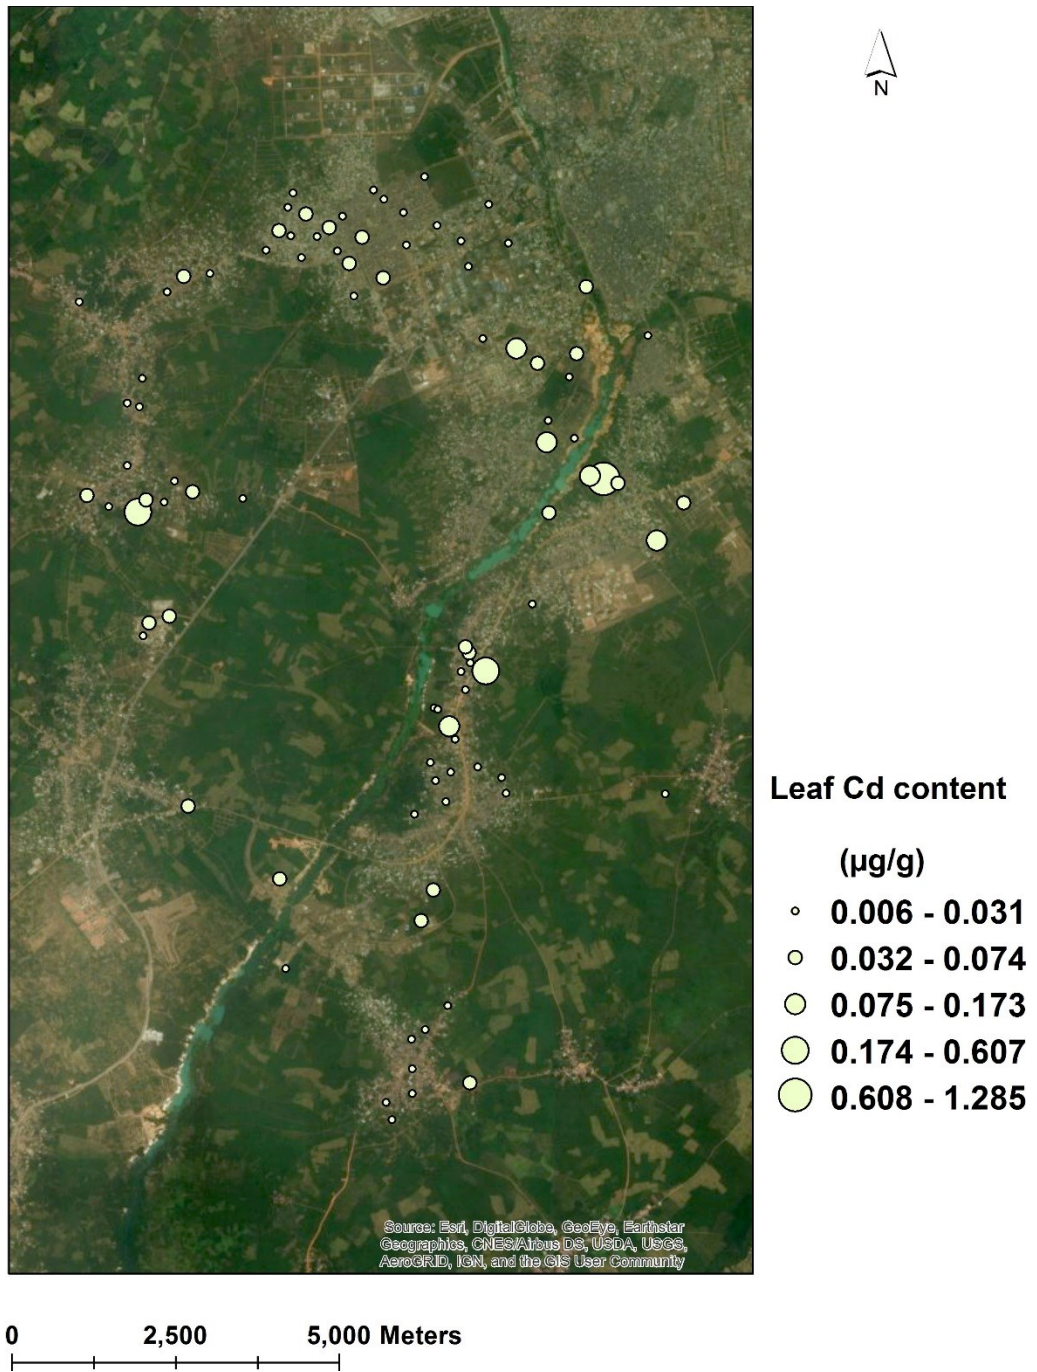 N
Leaf Cd content
(µg/g)
0.006 - 0.031
0.032 - 0.074
0.075 - 0.173
0.174 - 0.607
0.608 - 1.285
Source: Esri, DigitalGlobe, GeoEye, Earthstar
Geographics, CNES/Airbus DS, USDA, USGS,
AeroGRID, IGN, and the GIS User Community
0 2,500 5,000 Meters